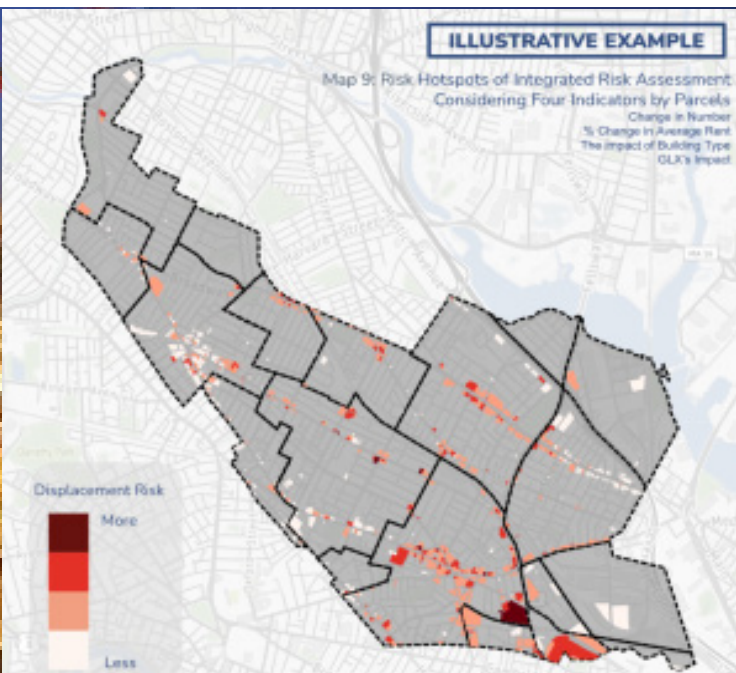 ILLUSTRATIVE EXAMPLE
Map 9: Risk Hotspots of Integrated Risk Assessment
Considering Four Indicators by Parcels
Change in Number
% Change in Average Rent
The impact of Building Type
GLX's Impact
Displacement Risk
More
Less